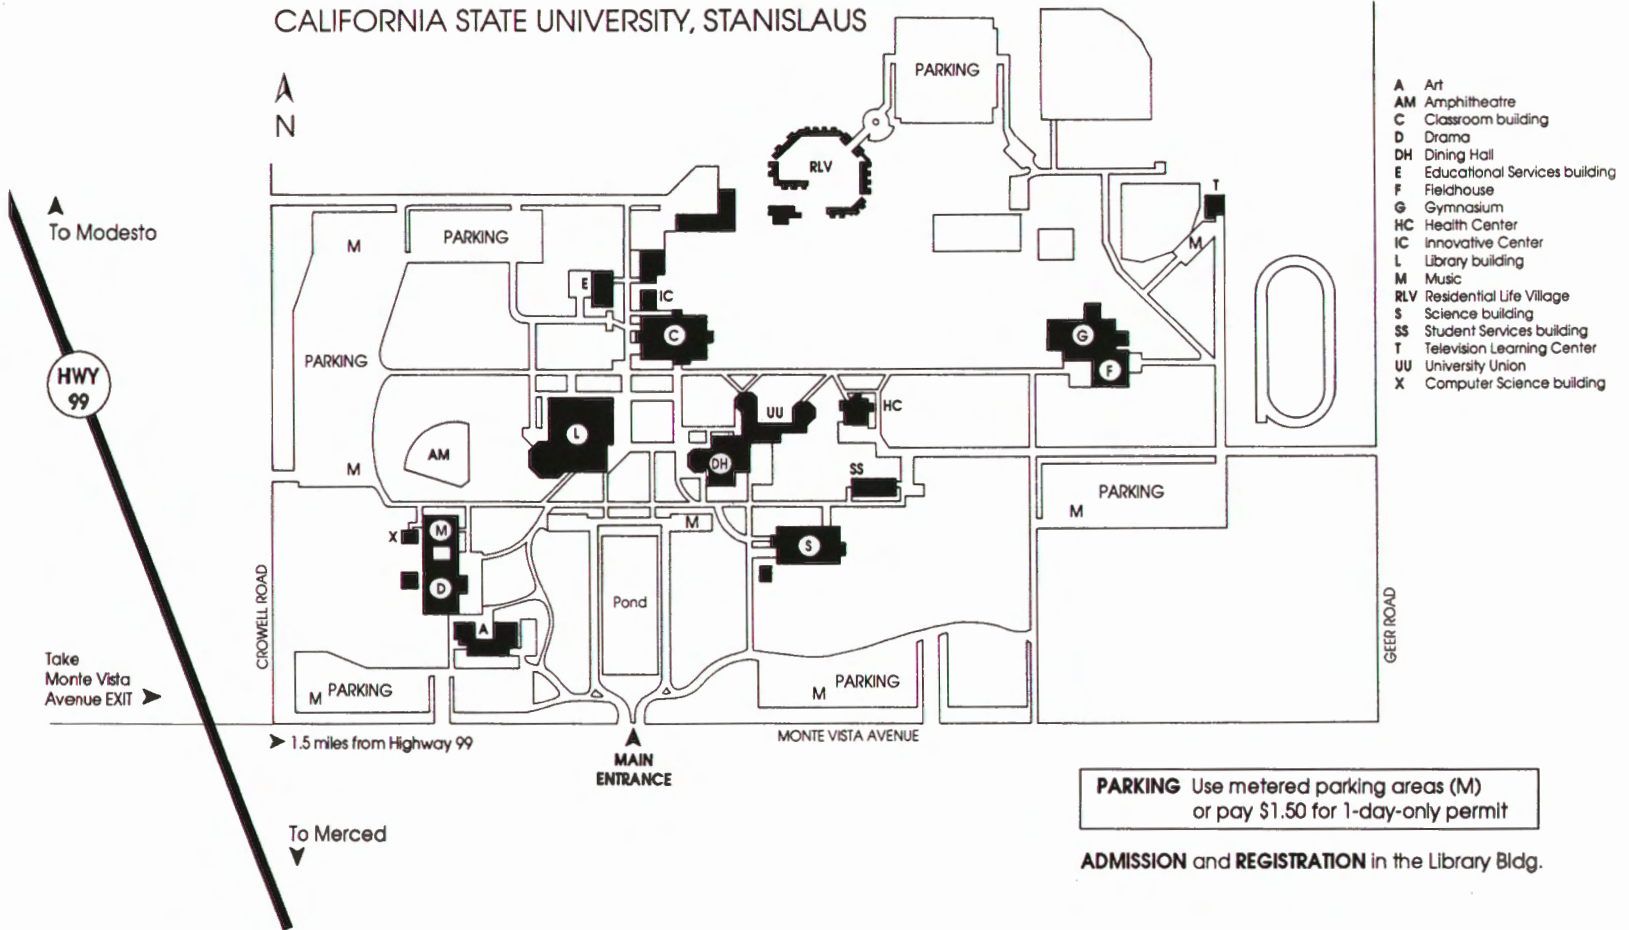 CALIFORNIA STATE UNIVERSITY, STANISLAUS
N
PARKING
RLV
T
M
To Modesto
M
PARKING
E
IC
C
G
F
PARKING
HWY
99
L
UU
HC
AM
DH
SS
M
PARKING
M
M
X
M
S
D
Pond
A
CROWELL ROAD
GEER ROAD
Take
Monte Vista
Avenue EXIT
M PARKING
M PARKING
1.5 miles from Highway 99
MONTE VISTA AVENUE
MAIN
ENTRANCE
To Merced
A Art
AM Amphitheatre
C Classroom building
D Drama
DH Dining Hall
E Educational Services building
F Fieldhouse
G Gymnasium
HC Health Center
IC Innovative Center
L Library building
M Music
RLV Residential Life Village
S Science building
SS Student Services building
T Television Learning Center
UU University Union
X Computer Science building
PARKING Use metered parking areas (M)
or pay $1.50 for 1-day-only permit
ADMISSION and REGISTRATION in the Library Bldg.